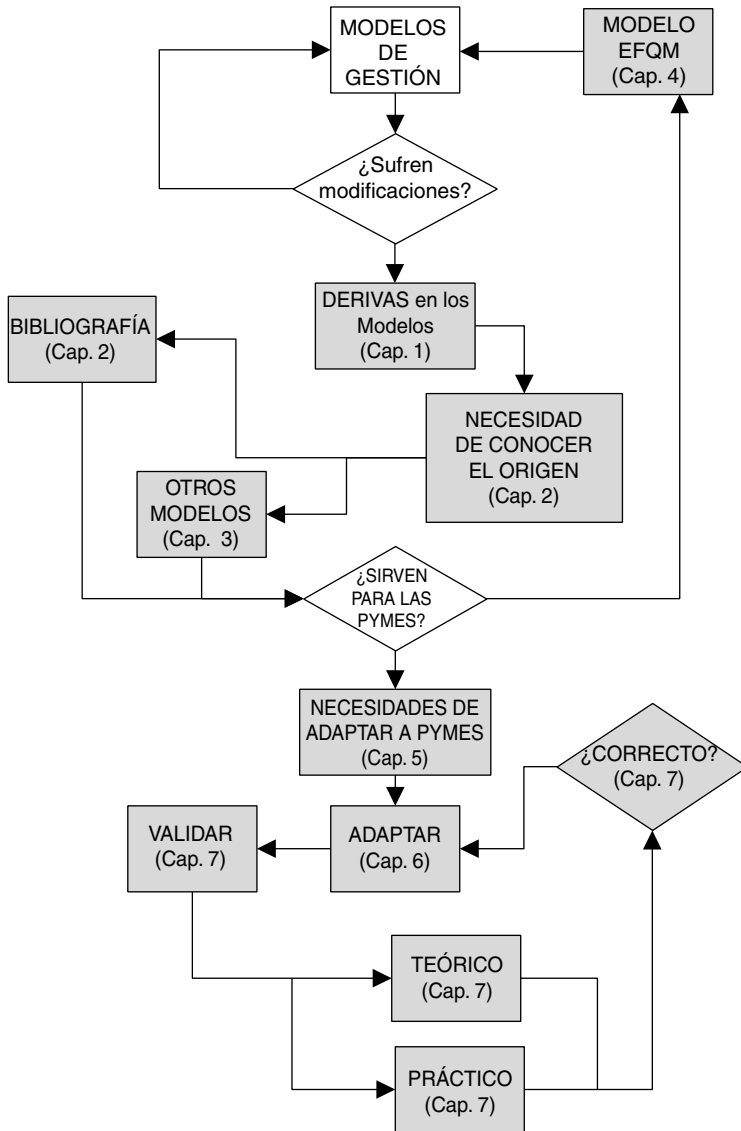 MODELOS
DE
GESTIÓN
MODELO
EFQM
(Cap. 4)
¿Sufren
modificaciones?
DERIVAS en los
Modelos
(Cap. 1)
BIBLIOGRAFÍA
(Cap. 2)
NECESIDAD
DE CONOCER
EL ORIGEN
(Cap. 2)
OTROS
MODELOS
(Cap. 3)
¿SIRVEN
PARA LAS
PYMES?
NECESIDADES DE
ADAPTAR A PYMES
(Cap. 5)
¿CORRECTO?
(Cap. 7)
VALIDAR
(Cap. 7)
ADAPTAR
(Cap. 6)
TEÓRICO
(Cap. 7)
PRÁCTICO
(Cap. 7)